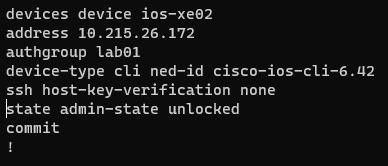 devices device ios-xe02
address 10.215.26.172
authgroup lab01
device-type cli ned-id cisco-ios-cli-6.42
ssh host-key-verification none
state admin-state unlocked
commit
!